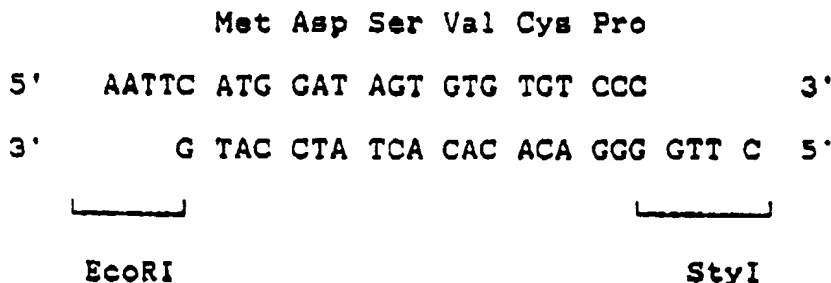 Met Asp Ser Val Cys Pro
5' AATTC ATG GAT AGT GTG TGT CCC 3'
3' G TAC CTA TCA CAC ACA GGG GTT C 5'
EcoRI StyI